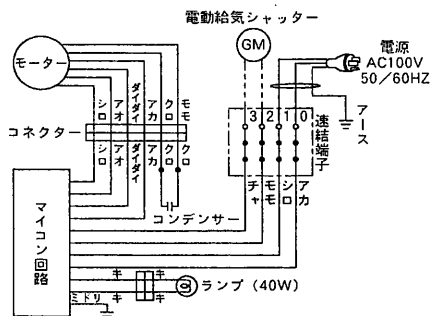 電動給気シャッター
GM
電源
AC100V
50／60HZ
アース
モーター
シロ アオ ダイダイ アカ クロ モモ
コネクター
シロ アオ ダイダイ アカ クロ クロ
コンデンサー
3 2 1 0
速結端子
チャ モモ シロ アカ
マイコン回路
キ キ
キ キ
ランプ（40W）
ミドリ